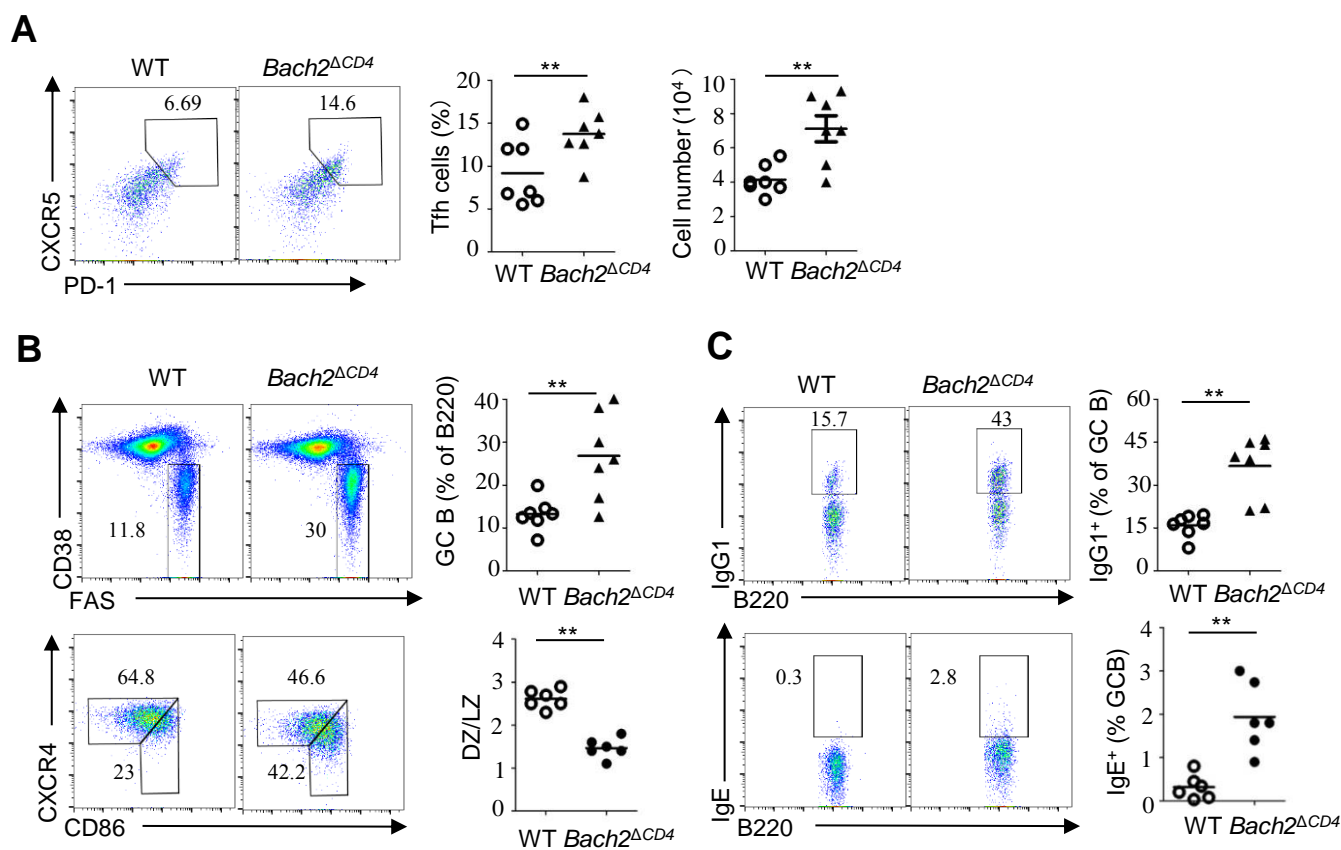 A
WT
Bach2ΔCD4
6.69
14.6
CXCR5
PD-1
Tfh cells (%)
20
15
10
5
0
**
WT Bach2ΔCD4
Cell number (10⁴)
10
8
6
4
2
0
**
WT Bach2ΔCD4
B
WT
Bach2ΔCD4
11.8
30
CD38
FAS
GC B (% of B220)
40
30
20
10
0
**
WT Bach2ΔCD4
64.8
46.6
23
42.2
CXCR4
CD86
DZ/LZ
4
3
2
1
0
**
WT Bach2ΔCD4
C
WT
Bach2ΔCD4
15.7
43
IgG1
B220
IgG1⁺ (% of GC B)
60
45
30
15
0
**
WT Bach2ΔCD4
0.3
2.8
IgE
B220
IgE⁺ (% GCB)
4
3
2
1
0
**
WT Bach2ΔCD4